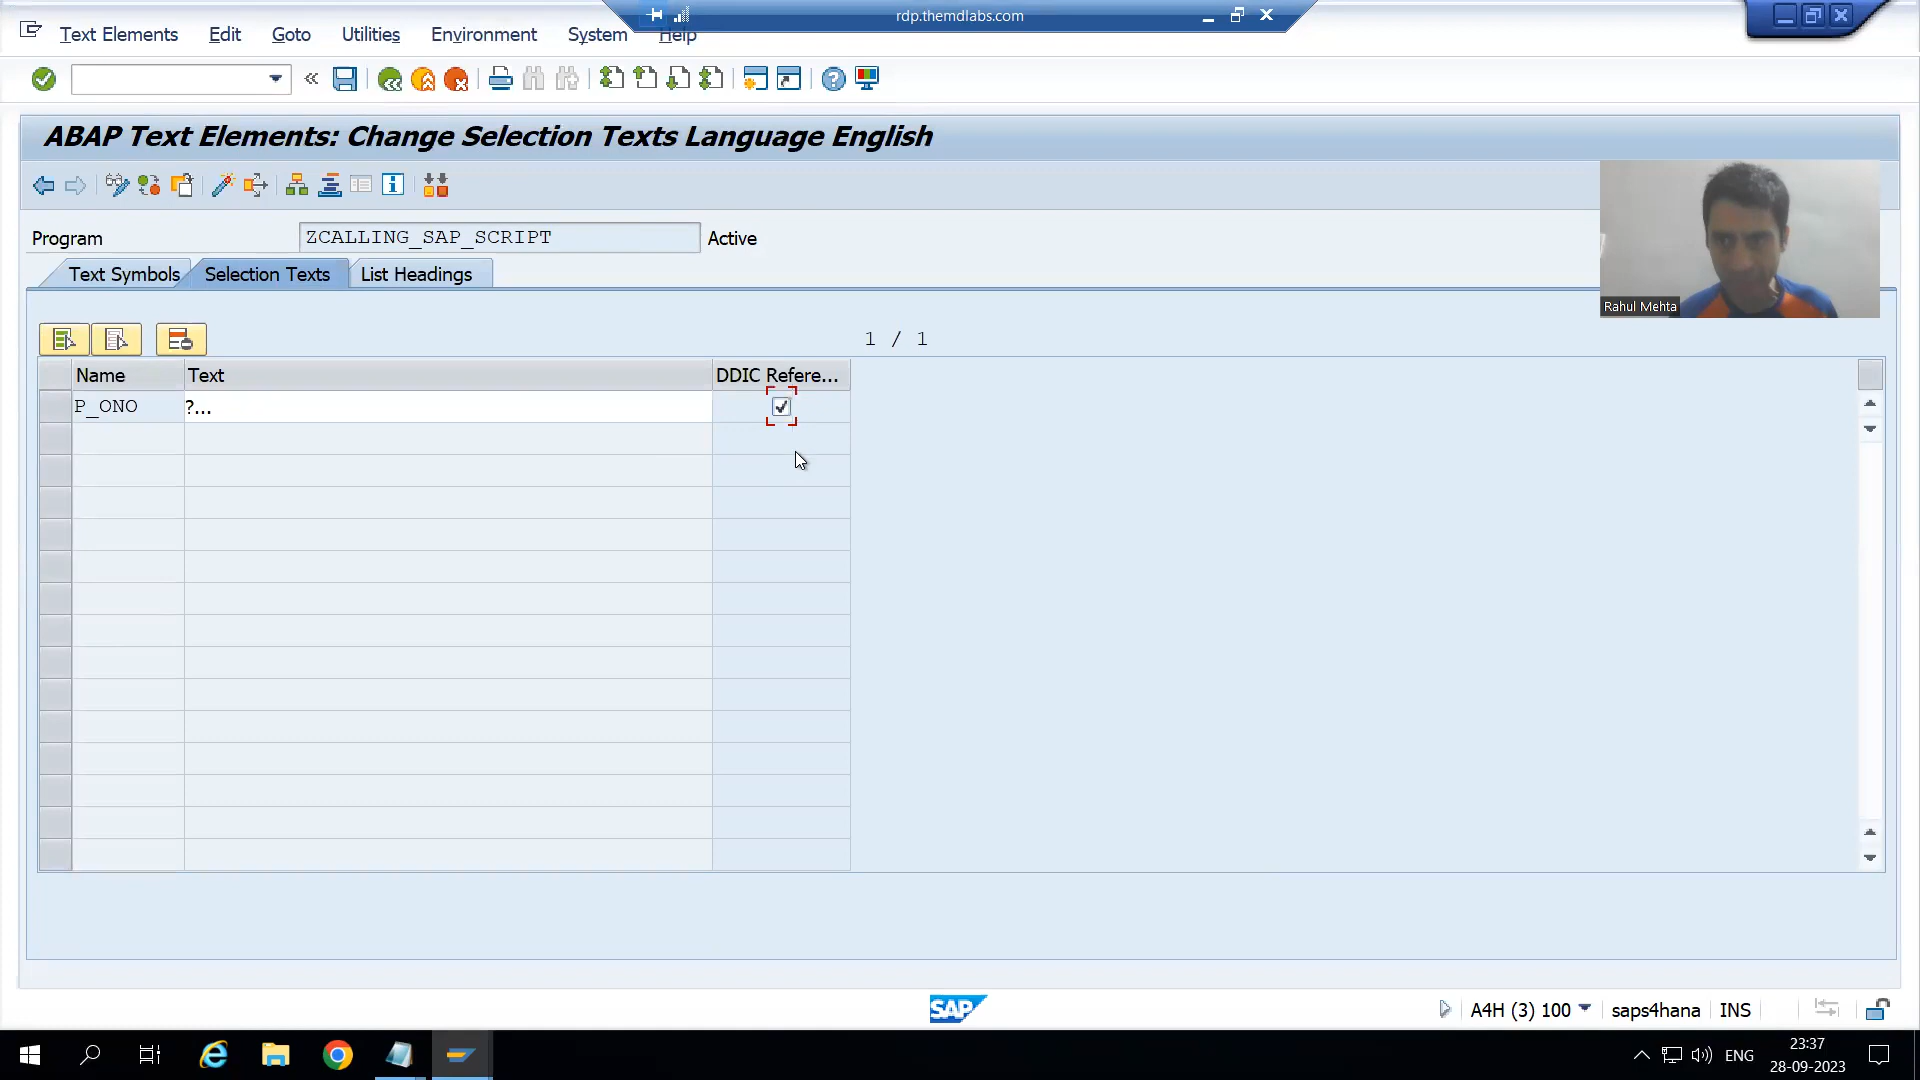 rdp.themdlabs.com
Text Elements Edit Goto Utilities Environment System Help
ABAP Text Elements: Change Selection Texts Language English
Program ZCALLING_SAP_SCRIPT Active
Text Symbols Selection Texts List Headings
Rahul Mehta
1 / 1
Name Text DDIC Refere...
P_ONO ?...
SAP A4H (3) 100 saps4hana INS
ENG 23:37
28-09-2023